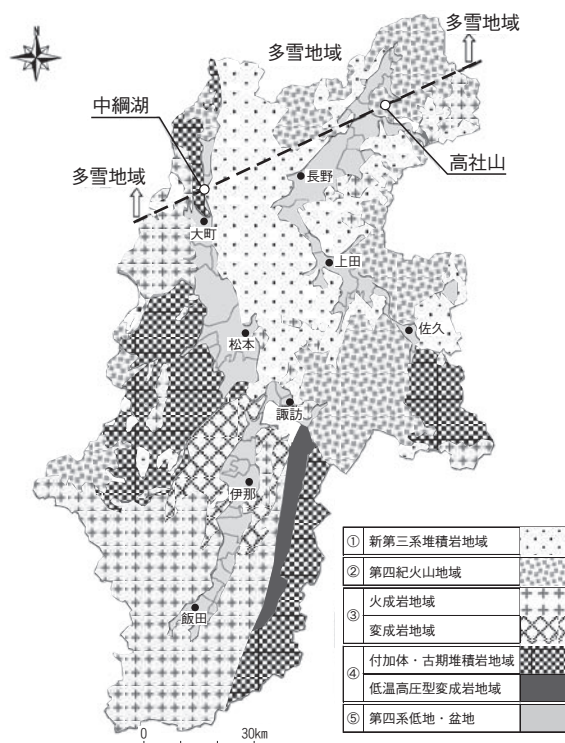 多雪地域
多雪地域
中綱湖
高社山
多雪地域
長野
大町
上田
佐久
松本
諏訪
伊那
飯田
① 新第三系堆積岩地域
② 第四紀火山地域
③ 火成岩地域
変成岩地域
④ 付加体・古期堆積岩地域
低温高圧型変成岩地域
⑤ 第四系低地・盆地
0 30km